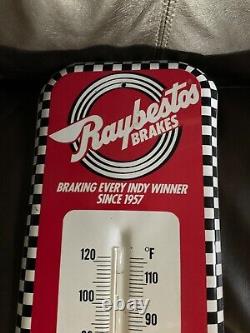 Raybestos
BRAKES
BRAKING EVERY INDY WINNER
SINCE 1957
120 °F
110
100
90